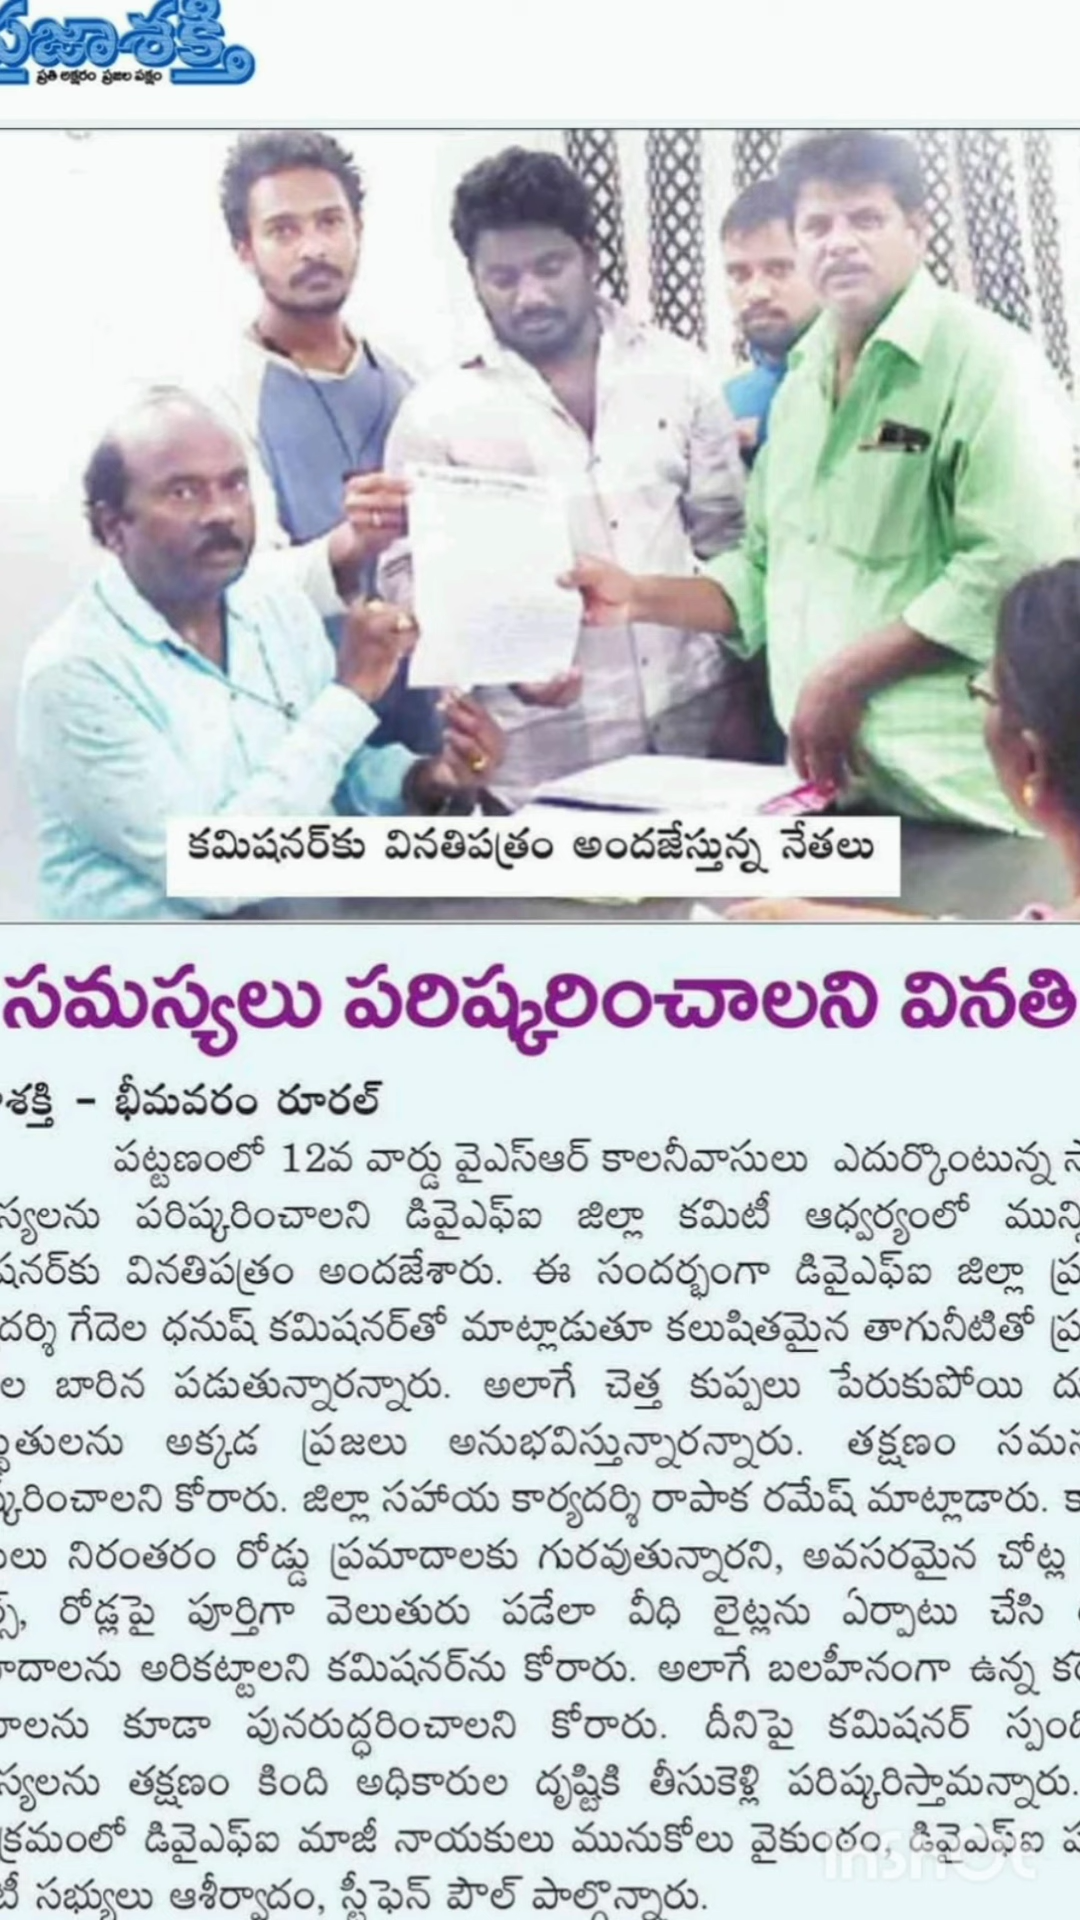 ప్రజాశక్తి
ప్రతి అక్షరం ప్రజల పక్షం
కమిషనర్‌కు వినతిపత్రం అందజేస్తున్న నేతలు
సమస్యలు పరిష్కరించాలని వినతి
శక్తి - భీమవరం రూరల్
పట్టణంలో 12వ వార్డు వైఎస్ఆర్ కాలనీవాసులు ఎదుర్కొంటున్న
స్యలను పరిష్కరించాలని డివైఎఫ్ఐ జిల్లా కమిటీ ఆధ్వర్యంలో
షనర్‌కు వినతిపత్రం అందజేశారు. ఈ సందర్భంగా డివైఎఫ్ఐ జిల్లా ప్ర
దర్శి గేదెల ధనుష్ కమిషనర్‌తో మాట్లాడుతూ కలుషితమైన తాగునీటితో ప్ర
ల బారిన పడుతున్నారన్నారు. అలాగే చెత్త కుప్పలు పేరుకుపోయి దు
తులను అక్కడ ప్రజలు అనుభవిస్తున్నారన్నారు. తక్షణం సమ
రించాలని కోరారు. జిల్లా సహాయ కార్యదర్శి రాపాక రమేష్ మాట్లాడారు. కా
లు నిరంతరం రోడ్డు ప్రమాదాలకు గురవుతున్నారని, అవసరమైన చోట్ల
ర్స్, రోడ్లపై పూర్తిగా వెలుతురు పడేలా వీధి లైట్లను ఏర్పాటు చేసి
దాలను అరికట్టాలని కమిషనర్‌ను కోరారు. అలాగే బలహీనంగా ఉన్న
లను కూడా పునరుద్ధరించాలని కోరారు. దీనిపై కమిషనర్ స్పంది
స్యలను తక్షణం కింది అధికారుల దృష్టికి తీసుకెళ్లి పరిష్కరిస్తామన్నారు.
క్రమంలో డివైఎఫ్ఐ మాజీ నాయకులు మునుకోలు వైకుంఠం, డివైఎఫ్ఐ ప
టీ సభ్యులు ఆశీర్వాదం, స్టీఫెన్ పౌల్ పాల్గొన్నారు.
InShOt